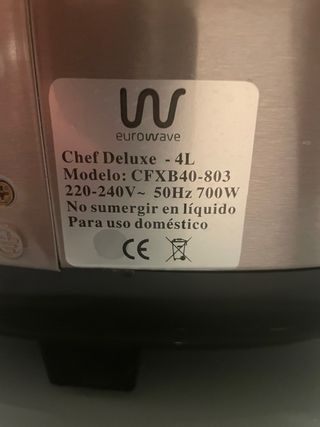 eurowave
Chef Deluxe - 4L
Modelo: CFXB40-803
220-240V~ 50Hz 700W
No sumergir en líquido
Para uso doméstico
CE